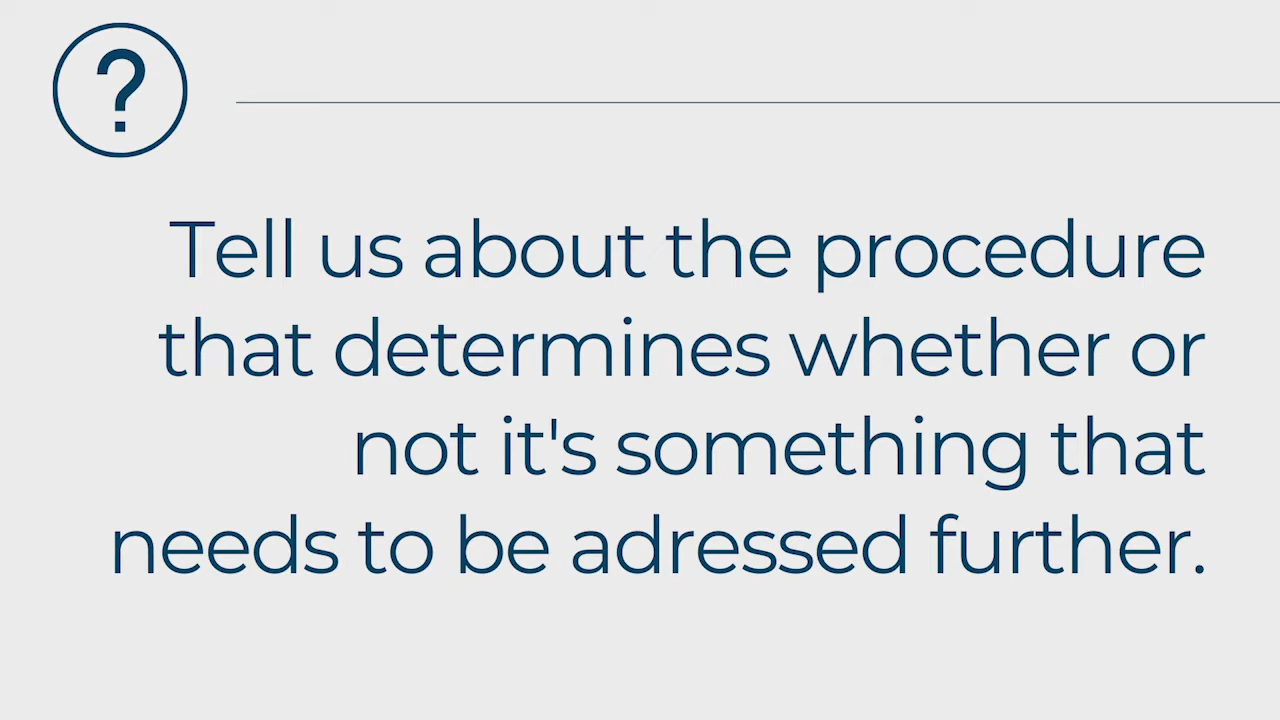 ?
Tell us about the procedure
that determines whether or
not it's something that
needs to be adressed further.